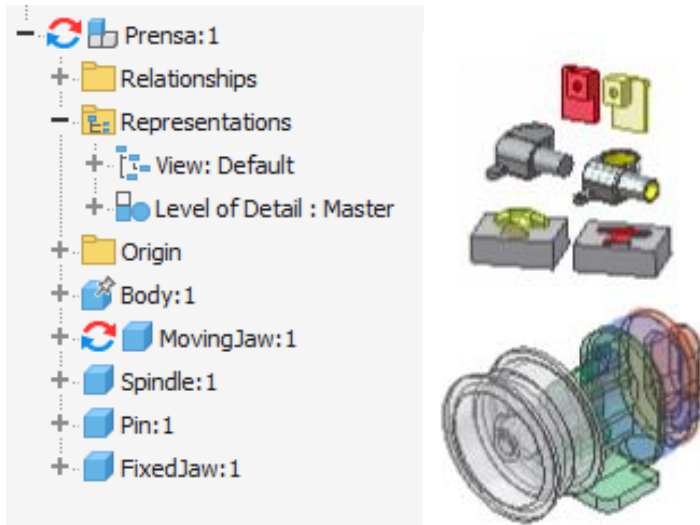 Prensa:1
Relationships
Representations
View: Default
Level of Detail : Master
Origin
Body:1
MovingJaw:1
Spindle:1
Pin:1
FixedJaw:1